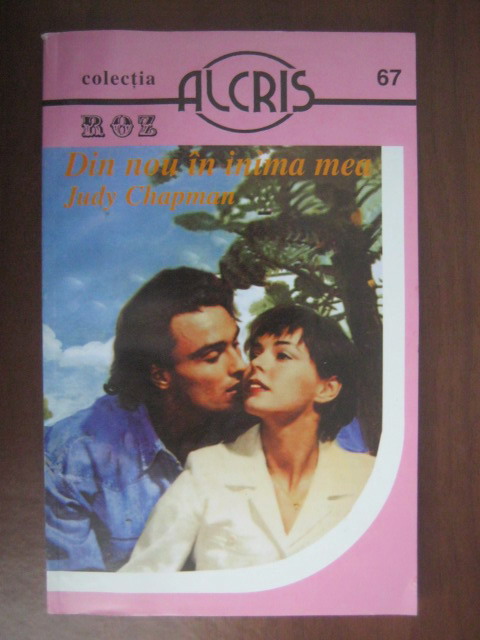 colecția ALCRIS 67
ROZ
Din nou în inima mea
Judy Chapman